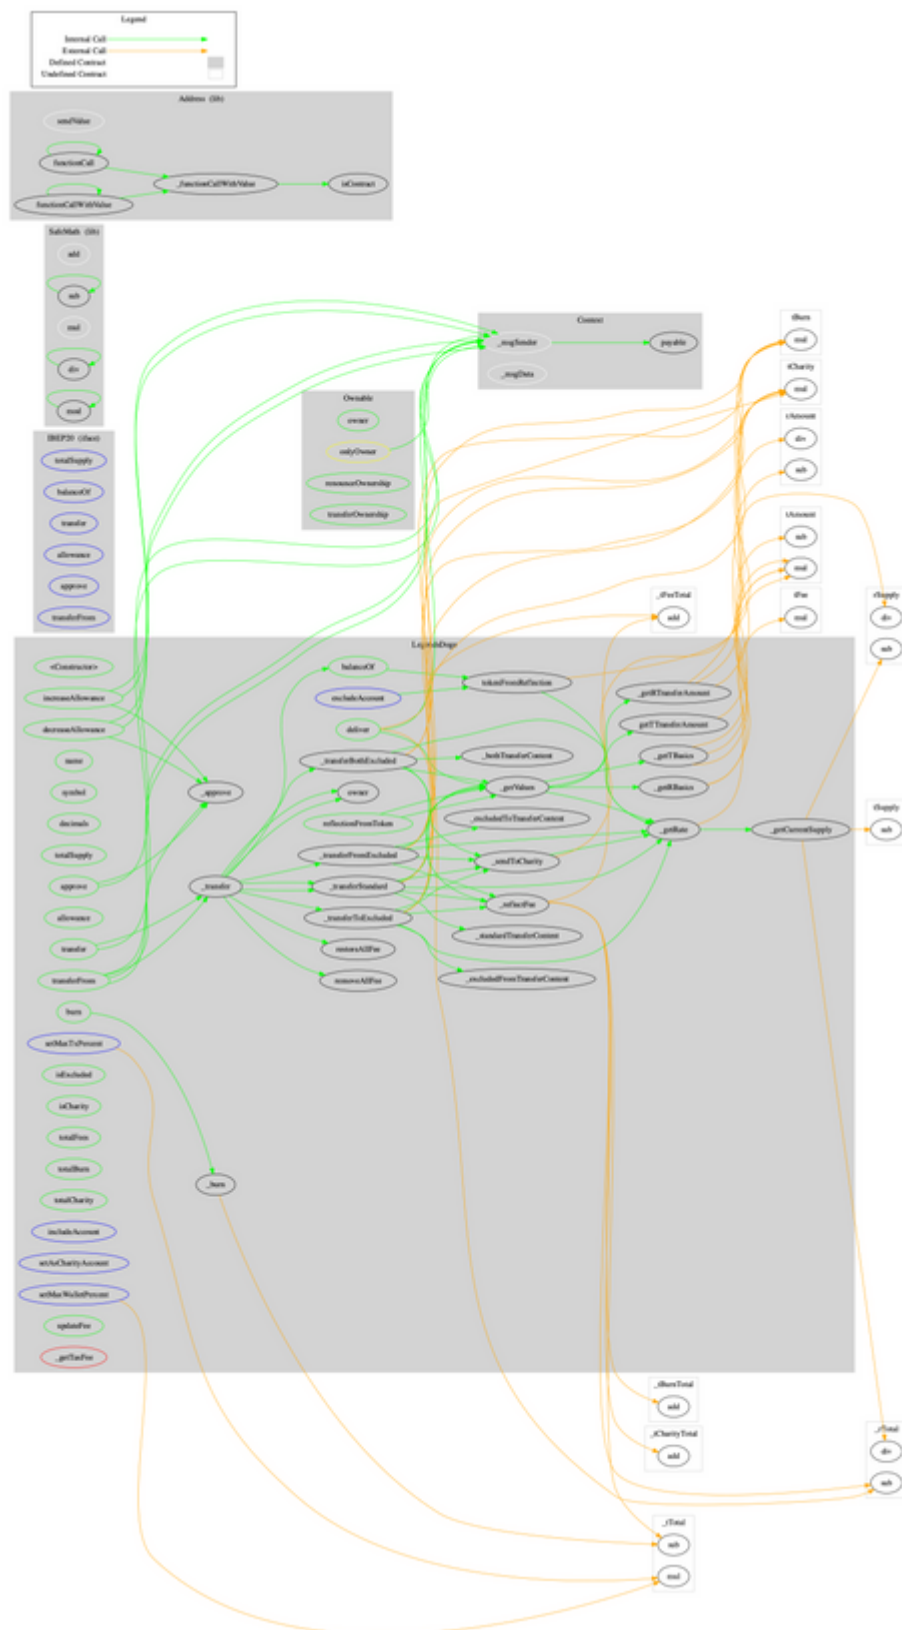 Legend
Internal Call
External Call
Defined Contract
Undefined Contract
Address (lib)
sendValue
functionCall
functionCallWithValue
_functionCallWithValue
isContract
SafeMath (lib)
add
sub
mul
div
mod
IBEP20 (iface)
totalSupply
balanceOf
transfer
allowance
approve
transferFrom
Ownable
owner
onlyOwner
renounceOwnership
transferOwnership
Context
_msgSender
payable
_msgData
tBurn
mul
tCharity
mul
rAmount
div
sub
tAmount
sub
mul
tFee
mul
_tFeeTotal
add
rSupply
div
sub
<Constructor>
increaseAllowance
decreaseAllowance
name
symbol
decimals
totalSupply
approve
allowance
transfer
transferFrom
burn
setMaxTxPercent
isExcluded
isCharity
totalFees
totalBurn
totalCharity
includeAccount
setAsCharityAccount
setMaxWalletPercent
updateFee
_getTaxFee
_approve
_transfer
_burn
balanceOf
excludeAccount
deliver
_transferBothExcluded
owner
reflectionFromToken
_transferFromExcluded
_transferStandard
_transferToExcluded
restoreAllFee
removeAllFee
tokenFromReflection
_bothTransferContent
_getValues
_excludedToTransferContent
_sendToCharity
_reflectFee
_standardTransferContent
_excludedFromTransferContent
_getRTransferAmount
getTTransferAmount
_getTBasics
_getRBasics
_getRate
_getCurrentSupply
tSupply
sub
_tBurnTotal
add
_tCharityTotal
add
_rTotal
div
sub
_tTotal
sub
mul